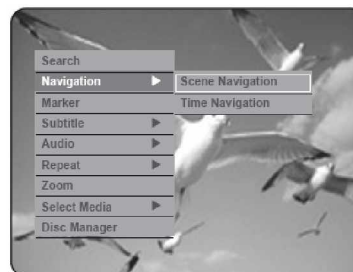 Search
Navigation ▶ Scene Navigation
Marker Time Navigation
Subtitle ▶
Audio ▶
Repeat ▶
Zoom
Select Media ▶
Disc Manager